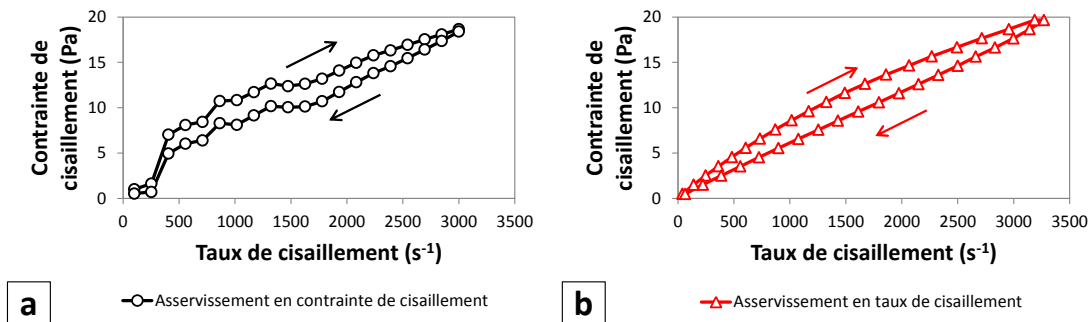 Contrainte de
cisaillement (Pa)
20
15
10
5
0
0 500 1000 1500 2000 2500 3000 3500
Taux de cisaillement (s⁻¹)
a
Asservissement en contrainte de cisaillement
Contrainte de
cisaillement (Pa)
20
15
10
5
0
0 500 1000 1500 2000 2500 3000 3500
Taux de cisaillement (s⁻¹)
b
Asservissement en taux de cisaillement